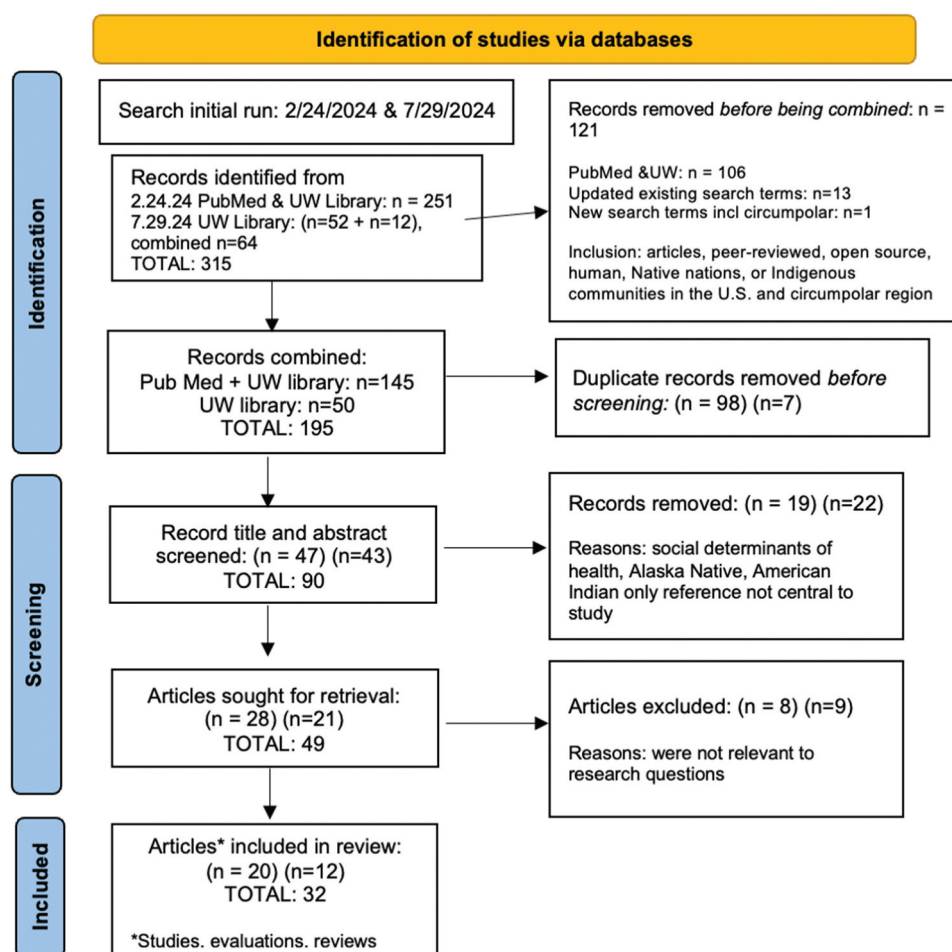 Identification of studies via databases
Identification
Search initial run: 2/24/2024 & 7/29/2024
Records identified from
2.24.24 PubMed & UW Library: n = 251
7.29.24 UW Library: (n=52 + n=12),
combined n=64
TOTAL: 315
Records removed before being combined: n =
121
PubMed &UW: n = 106
Updated existing search terms: n=13
New search terms incl circumpolar: n=1
Inclusion: articles, peer-reviewed, open source,
human, Native nations, or Indigenous
communities in the U.S. and circumpolar region
Records combined:
Pub Med + UW library: n=145
UW library: n=50
TOTAL: 195
Duplicate records removed before
screening: (n = 98) (n=7)
Screening
Record title and abstract
screened: (n = 47) (n=43)
TOTAL: 90
Records removed: (n = 19) (n=22)
Reasons: social determinants of
health, Alaska Native, American
Indian only reference not central to
study
Articles sought for retrieval:
(n = 28) (n=21)
TOTAL: 49
Articles excluded: (n = 8) (n=9)
Reasons: were not relevant to
research questions
Included
Articles* included in review:
(n = 20) (n=12)
TOTAL: 32
*Studies. evaluations. reviews